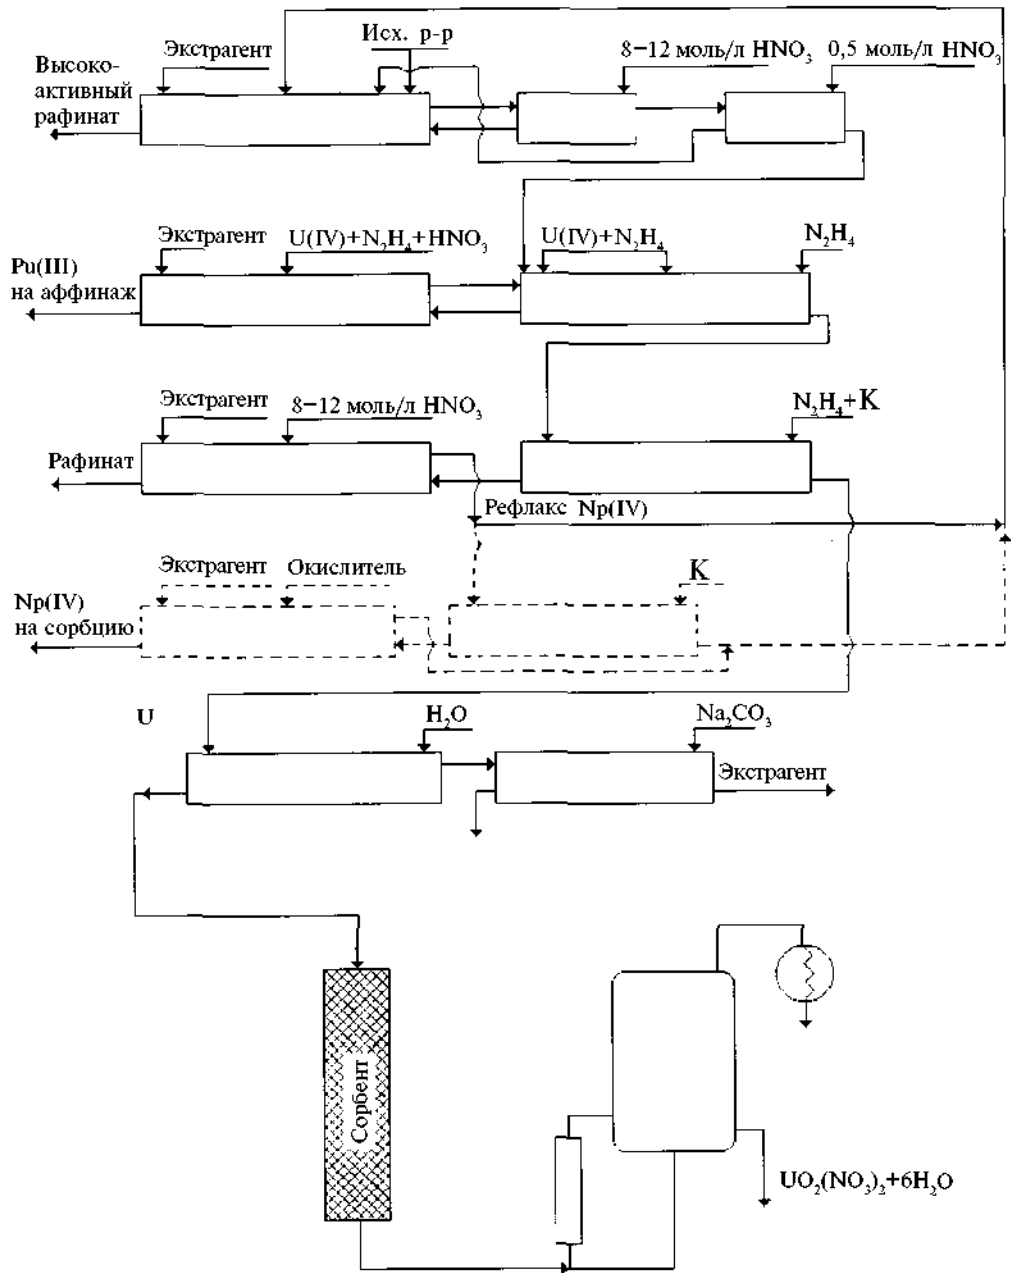 Исх. р-р
Экстрагент
8−12 моль/л HNO₃
0,5 моль/л HNO₃
Высоко-
активный
рафинат
Экстрагент
U(IV)+N₂H₄+HNO₃
U(IV)+N₂H₄
N₂H₄
Pu(III)
на аффинаж
Экстрагент
8−12 моль/л HNO₃
N₂H₄+K
Рафинат
Рефлакс Np(IV)
Экстрагент
Окислитель
K
Np(IV)
на сорбцию
U
H₂O
Na₂CO₃
Экстрагент
Сорбент
UO₂(NO₃)₂+6H₂O